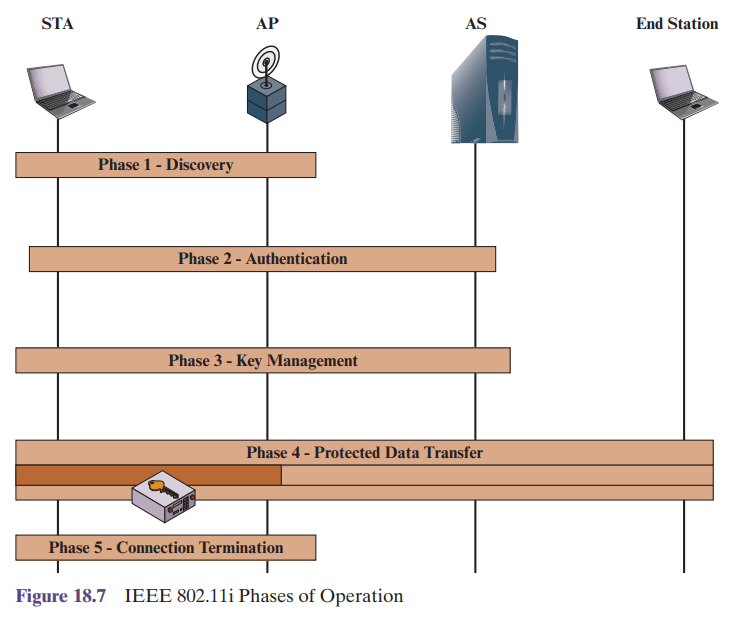 STA AP AS End Station
Phase 1 - Discovery
Phase 2 - Authentication
Phase 3 - Key Management
Phase 4 - Protected Data Transfer
Phase 5 - Connection Termination
Figure 18.7 IEEE 802.11i Phases of Operation